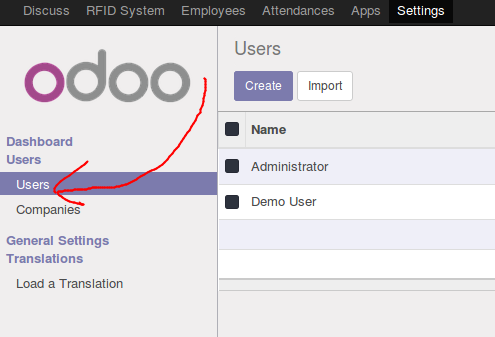 Discuss RFID System Employees Attendances Apps Settings
odoo
Dashboard
Users
Users
Companies
General Settings
Translations
Load a Translation
Users
Create Import
Name
Administrator
Demo User